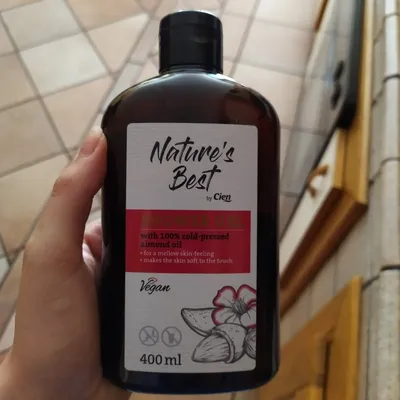 Nature's
Best
by Cien
with 100% cold-pressed
almond oil
• for a mellow skin feeling
• makes the skin soft to the touch
Vegan
400 ml